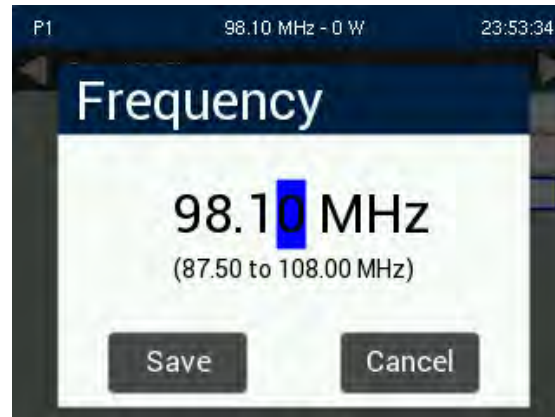 P1 98.10 MHz - 0 W 23:53:34
Frequency
98.10 MHz
(87.50 to 108.00 MHz)
Save Cancel